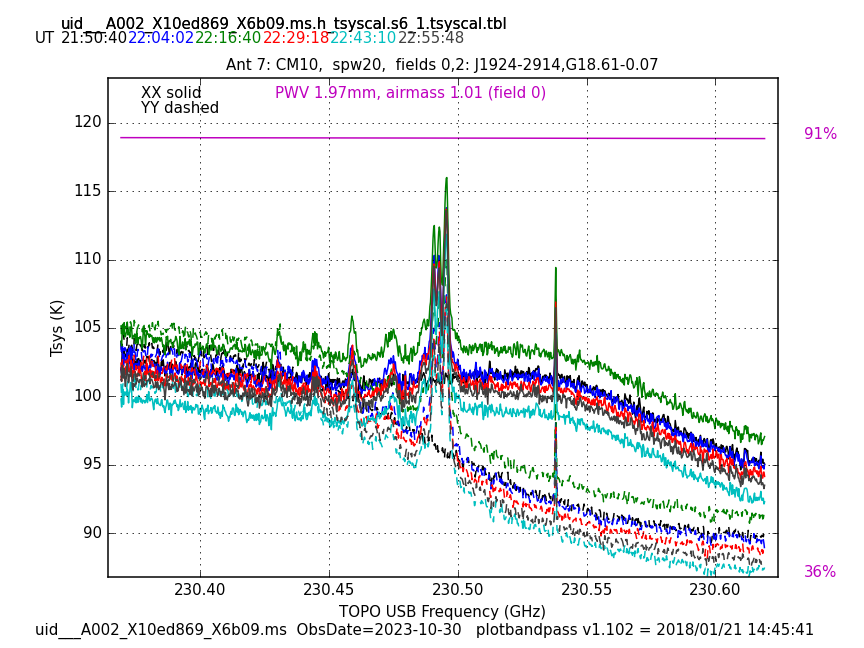 uid___A002_X10ed869_X6b09.ms.h_tsyscal.s6_1.tsyscal.tbl
UT 21:50:40 22:04:02 22:16:40 22:29:18 22:43:10 22:55:48
Ant 7: CM10,  spw20,  fields 0,2: J1924-2914,G18.61-0.07
XX solid
PWV 1.97mm, airmass 1.01 (field 0)
YY dashed
120
91%
115
110
105
100
95
90
Tsys (K)
36%
230.40 230.45 230.50 230.55 230.60
TOPO USB Frequency (GHz)
uid___A002_X10ed869_X6b09.ms  ObsDate=2023-10-30   plotbandpass v1.102 = 2018/01/21 14:45:41